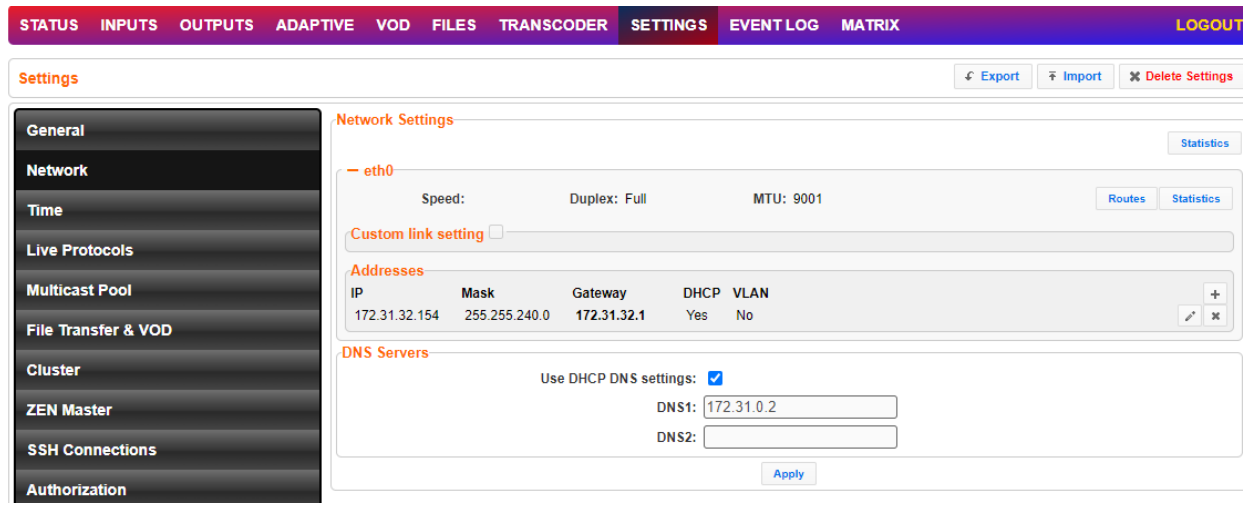 STATUS INPUTS OUTPUTS ADAPTIVE VOD FILES TRANSCODER SETTINGS EVENT LOG MATRIX LOGOUT
Settings Export Import Delete Settings
General
Network
Time
Live Protocols
Multicast Pool
File Transfer & VOD
Cluster
ZEN Master
SSH Connections
Authorization
Network Settings
Statistics
eth0
Speed: Duplex: Full MTU: 9001 Routes Statistics
Custom link setting
Addresses
IP Mask Gateway DHCP VLAN
172.31.32.154 255.255.240.0 172.31.32.1 Yes No
DNS Servers
Use DHCP DNS settings:
DNS1: 172.31.0.2
DNS2:
Apply